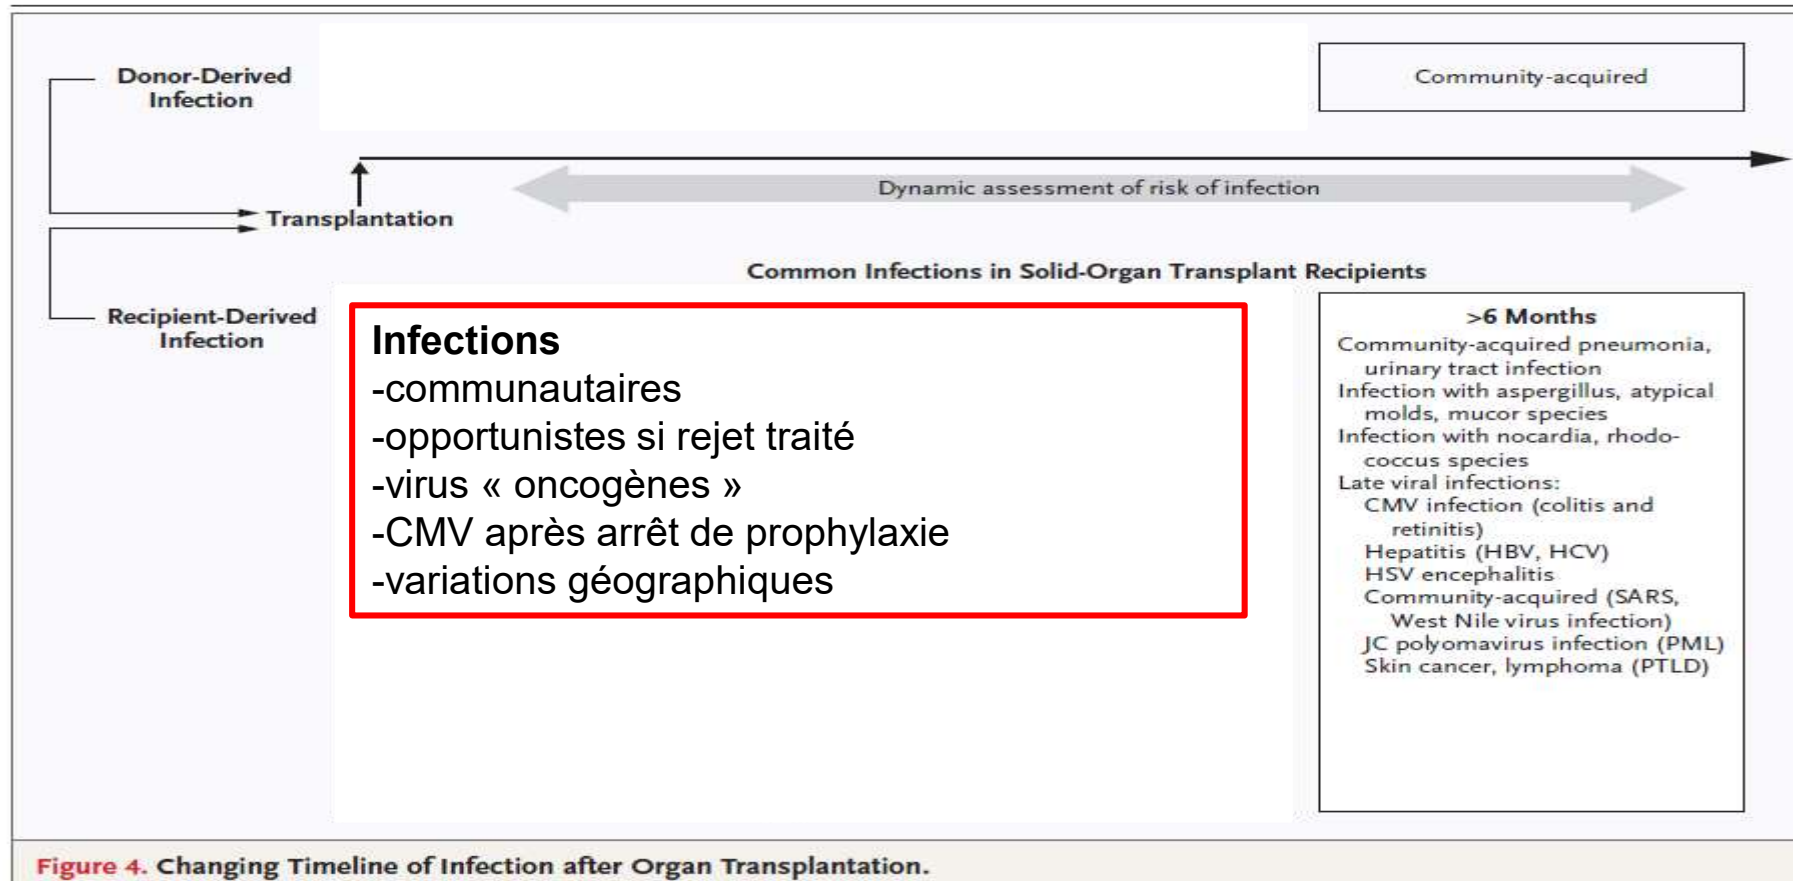 Donor-Derived
Infection
Community-acquired
Dynamic assessment of risk of infection
Transplantation
Common Infections in Solid-Organ Transplant Recipients
Recipient-Derived
Infection
Infections
-communautaires
-opportunistes si rejet traité
-virus « oncogènes »
-CMV après arrêt de prophylaxie
-variations géographiques
>6 Months
Community-acquired pneumonia,
urinary tract infection
Infection with aspergillus, atypical
molds, mucor species
Infection with nocardia, rhodo-
coccus species
Late viral infections:
CMV infection (colitis and
retinitis)
Hepatitis (HBV, HCV)
HSV encephalitis
Community-acquired (SARS,
West Nile virus infection)
JC polyomavirus infection (PML)
Skin cancer, lymphoma (PTLD)
Figure 4. Changing Timeline of Infection after Organ Transplantation.